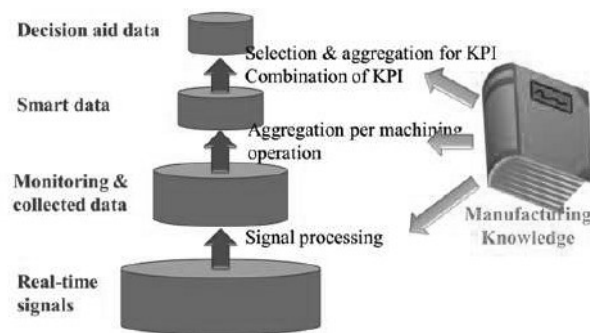 Decision aid data
Selection & aggregation for KPI
Combination of KPI
Smart data
Aggregation per machining
operation
Monitoring &
collected data
Signal processing
Manufacturing
Knowledge
Real-time
signals